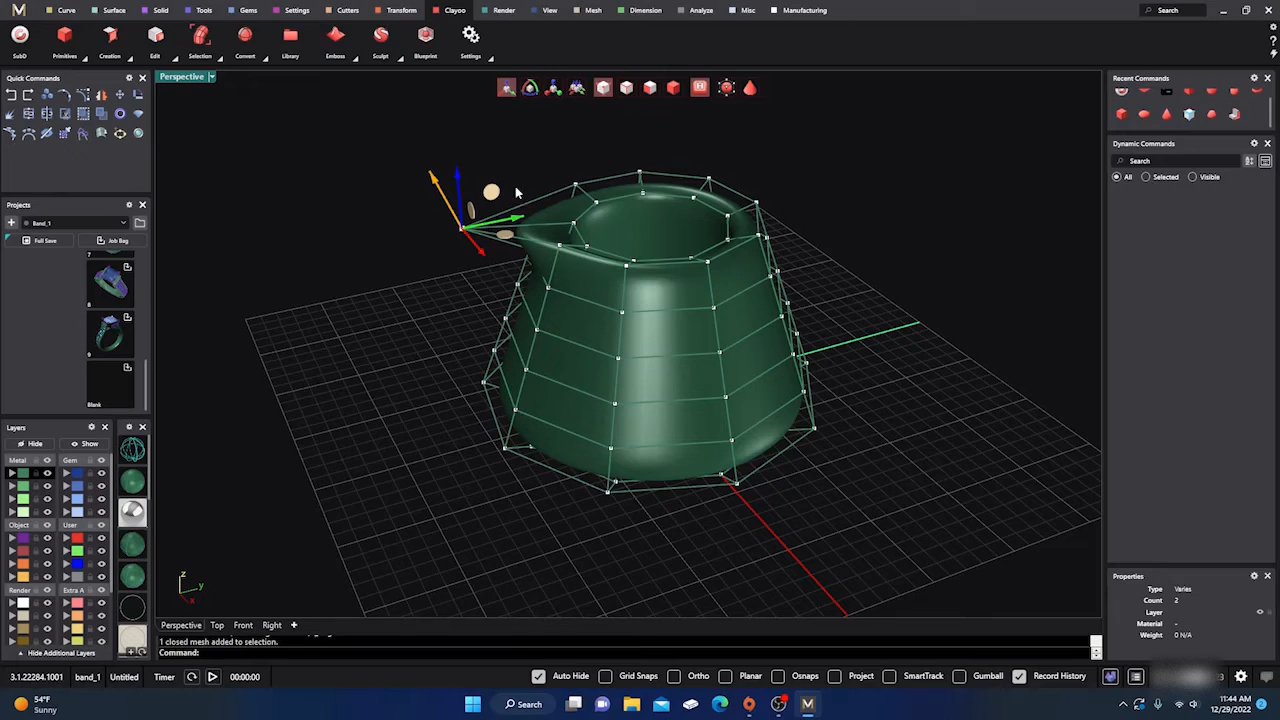 Curve Surface Solid Tools Gems Settings Cutters Transform Clayoo Render View Mesh Dimension Analyze Misc Manufacturing Search
SubD Primitives Creation Edit Selection Convert Library Emboss Sculpt Blueprint Settings
Quick Commands
Perspective
Recent Commands
Dynamic Commands
Search
All Selected Visible
Projects
Band_1
Full Save Job Bag
7
8
9
Blank
Layers
Hide Show
Metal Gem
Object User
Render Extra A
Hide Additional Layers
z
y
x
Perspective Top Front Right
1 closed mesh added to selection.
Command:
Properties
Type Varies
Count 2
Layer
Material -
Weight 0 N/A
3.1.22284.1001 band_1 Untitled Timer 00:00:00 Auto Hide Grid Snaps Ortho Planar Osnaps Project SmartTrack Gumball Record History
54°F
Sunny
Search
11:44 AM
12/29/2022